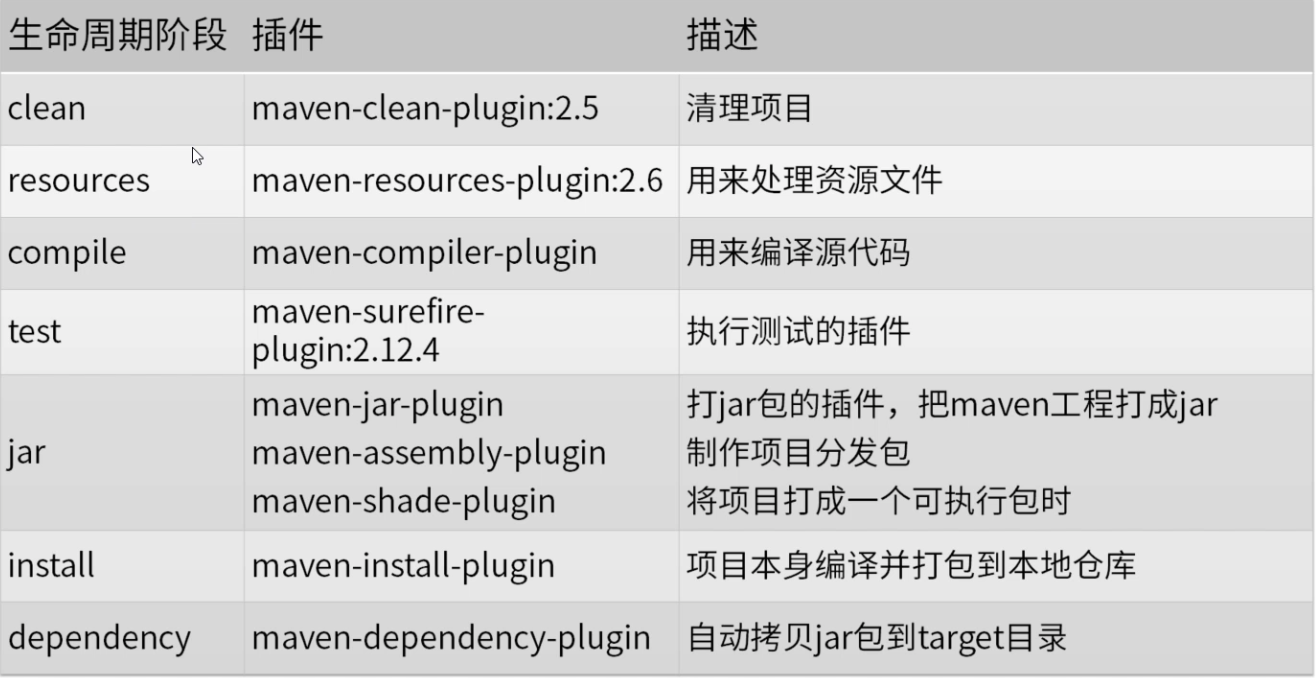 生命周期阶段 插件 描述
clean maven-clean-plugin:2.5 清理项目
resources maven-resources-plugin:2.6 用来处理资源文件
compile maven-compiler-plugin 用来编译源代码
test maven-surefire-
plugin:2.12.4 执行测试的插件
jar maven-jar-plugin 打jar包的插件，把maven工程打成jar
maven-assembly-plugin 制作项目分发包
maven-shade-plugin 将项目打成一个可执行包时
install maven-install-plugin 项目本身编译并打包到本地仓库
dependency maven-dependency-plugin 自动拷贝jar包到target目录